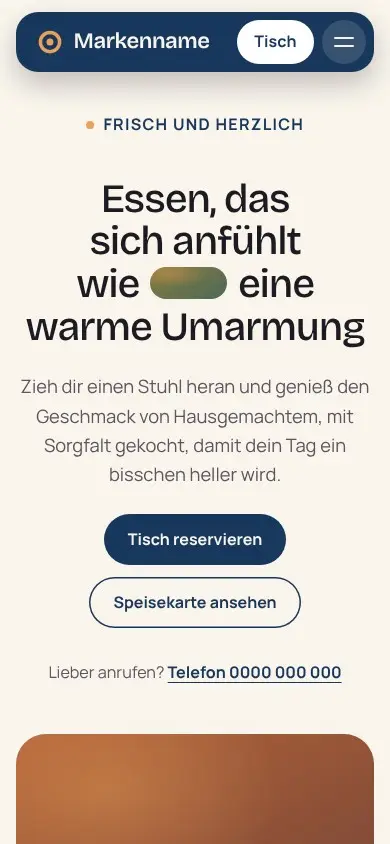 Markenname
Tisch
FRISCH UND HERZLICH
Essen, das
sich anfühlt
wie eine
warme Umarmung
Zieh dir einen Stuhl heran und genieß den
Geschmack von Hausgemachtem, mit
Sorgfalt gekocht, damit dein Tag ein
bisschen heller wird.
Tisch reservieren
Speisekarte ansehen
Lieber anrufen? Telefon 0000 000 000